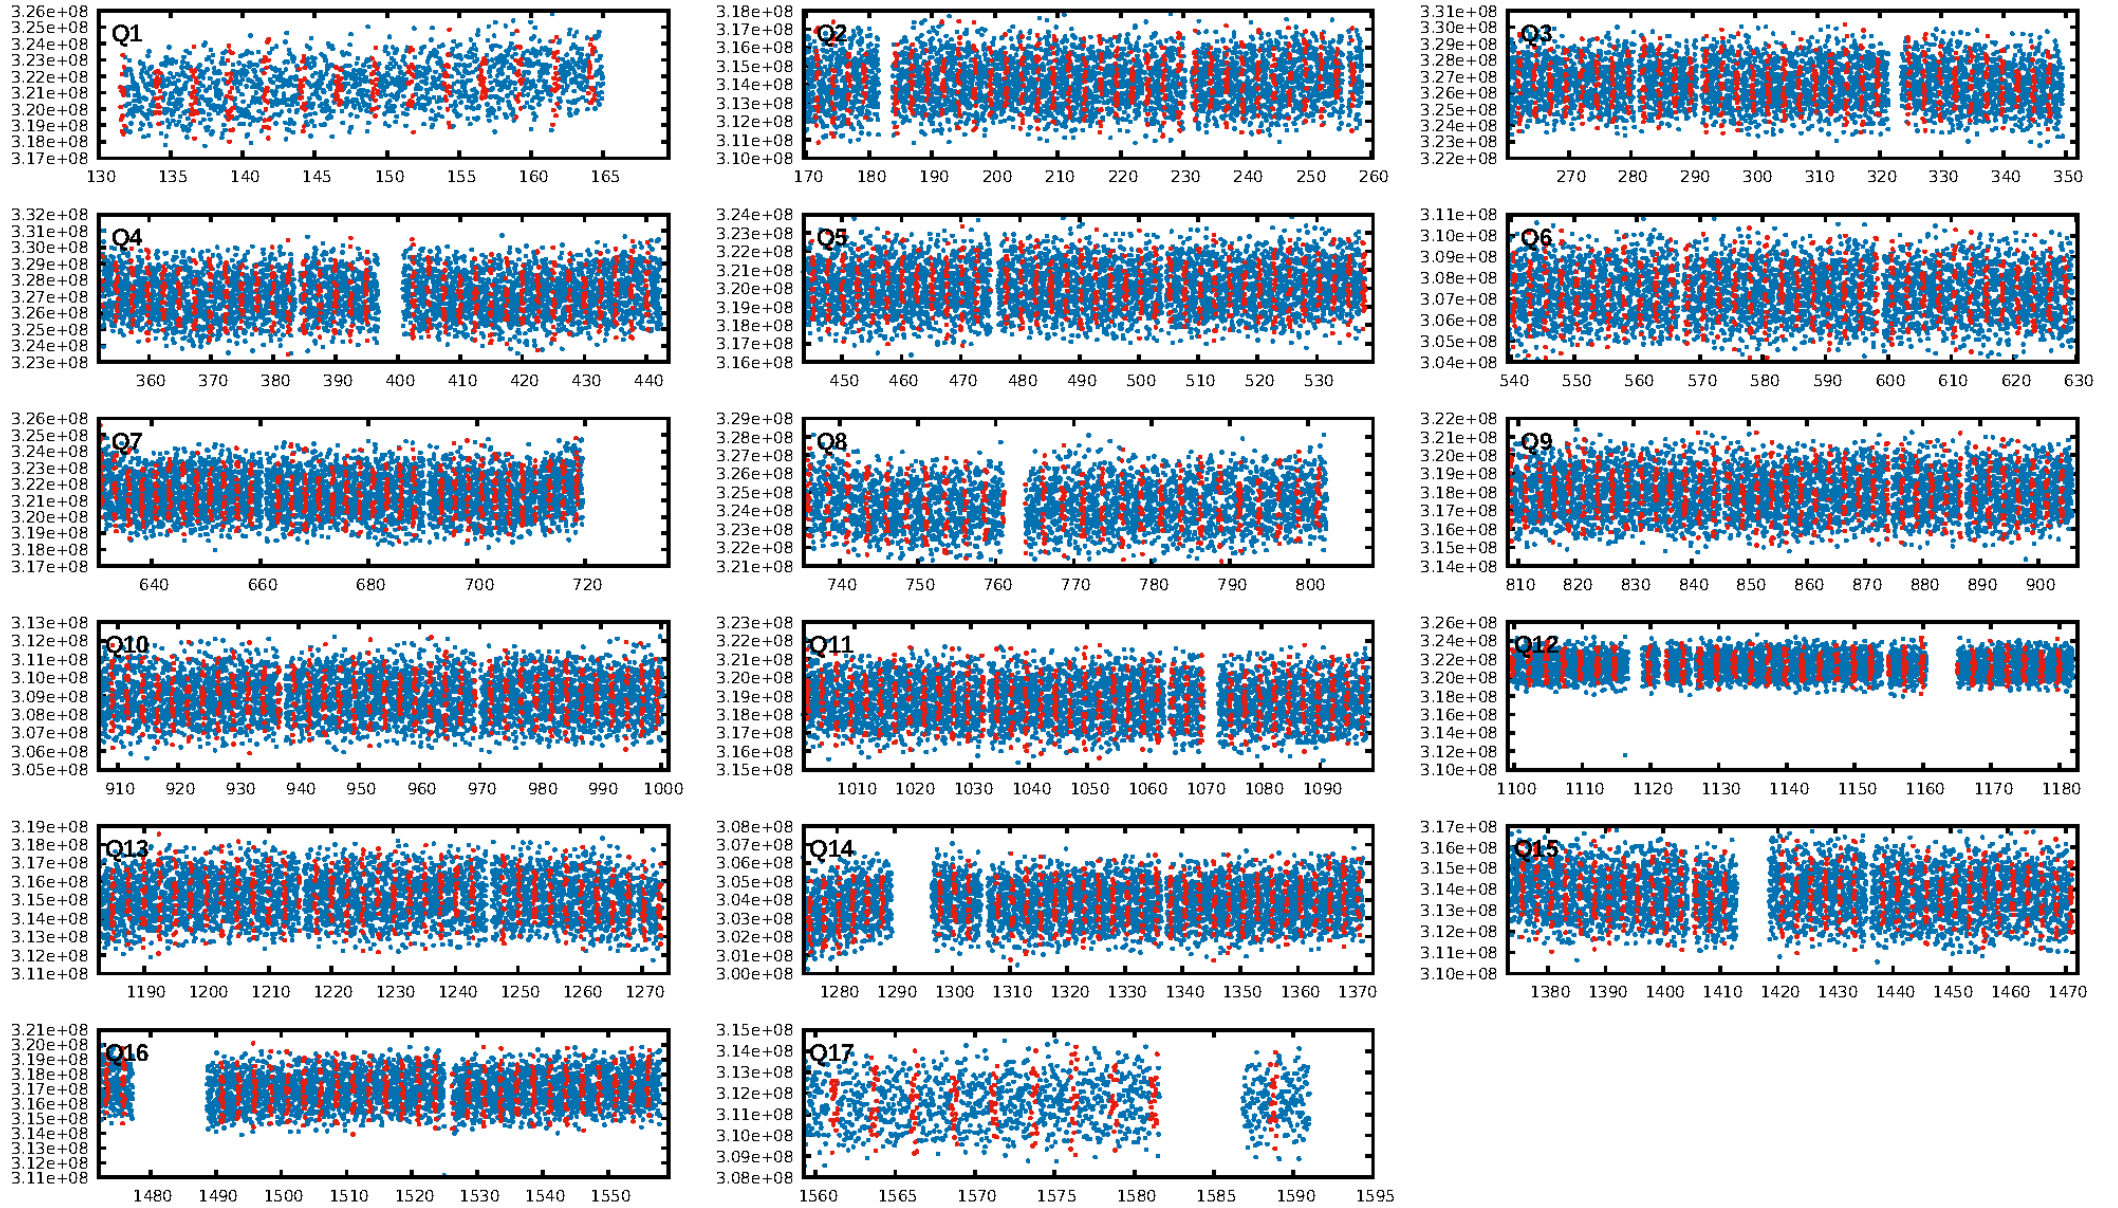 3.26e+08
3.25e+08
3.24e+08
3.23e+08
3.22e+08
3.21e+08
3.20e+08
3.19e+08
3.18e+08
3.17e+08
Q1
130 135 140 145 150 155 160 165
3.18e+08
3.17e+08
3.16e+08
3.15e+08
3.14e+08
3.13e+08
3.12e+08
3.11e+08
3.10e+08
Q2
170 180 190 200 210 220 230 240 250 260
3.31e+08
3.30e+08
3.29e+08
3.28e+08
3.27e+08
3.26e+08
3.25e+08
3.24e+08
3.23e+08
3.22e+08
Q3
270 280 290 300 310 320 330 340 350
3.32e+08
3.31e+08
3.30e+08
3.29e+08
3.28e+08
3.27e+08
3.26e+08
3.25e+08
3.24e+08
3.23e+08
Q4
360 370 380 390 400 410 420 430 440
3.24e+08
3.23e+08
3.22e+08
3.21e+08
3.20e+08
3.19e+08
3.18e+08
3.17e+08
3.16e+08
Q5
450 460 470 480 490 500 510 520 530
3.11e+08
3.10e+08
3.09e+08
3.08e+08
3.07e+08
3.06e+08
3.05e+08
3.04e+08
Q6
540 550 560 570 580 590 600 610 620 630
3.26e+08
3.25e+08
3.24e+08
3.23e+08
3.22e+08
3.21e+08
3.20e+08
3.19e+08
3.18e+08
3.17e+08
Q7
640 660 680 700 720
3.29e+08
3.28e+08
3.27e+08
3.26e+08
3.25e+08
3.24e+08
3.23e+08
3.22e+08
3.21e+08
Q8
740 750 760 770 780 790 800
3.22e+08
3.21e+08
3.20e+08
3.19e+08
3.18e+08
3.17e+08
3.16e+08
3.15e+08
3.14e+08
Q9
810 820 830 840 850 860 870 880 890 900
3.13e+08
3.12e+08
3.11e+08
3.10e+08
3.09e+08
3.08e+08
3.07e+08
3.06e+08
3.05e+08
Q10
910 920 930 940 950 960 970 980 990 1000
3.23e+08
3.22e+08
3.21e+08
3.20e+08
3.19e+08
3.18e+08
3.17e+08
3.16e+08
3.15e+08
Q11
1010 1020 1030 1040 1050 1060 1070 1080 1090
3.26e+08
3.24e+08
3.22e+08
3.20e+08
3.18e+08
3.16e+08
3.14e+08
3.12e+08
3.10e+08
Q12
1100 1110 1120 1130 1140 1150 1160 1170 1180
3.19e+08
3.18e+08
3.17e+08
3.16e+08
3.15e+08
3.14e+08
3.13e+08
3.12e+08
3.11e+08
Q13
1190 1200 1210 1220 1230 1240 1250 1260 1270
3.08e+08
3.07e+08
3.06e+08
3.05e+08
3.04e+08
3.03e+08
3.02e+08
3.01e+08
3.00e+08
Q14
1280 1290 1300 1310 1320 1330 1340 1350 1360 1370
3.17e+08
3.16e+08
3.15e+08
3.14e+08
3.13e+08
3.12e+08
3.11e+08
3.10e+08
Q15
1380 1390 1400 1410 1420 1430 1440 1450 1460 1470
3.21e+08
3.20e+08
3.19e+08
3.18e+08
3.17e+08
3.16e+08
3.15e+08
3.14e+08
3.13e+08
3.12e+08
3.11e+08
Q16
1480 1490 1500 1510 1520 1530 1540 1550
3.15e+08
3.14e+08
3.13e+08
3.12e+08
3.11e+08
3.10e+08
3.09e+08
3.08e+08
Q17
1560 1565 1570 1575 1580 1585 1590 1595